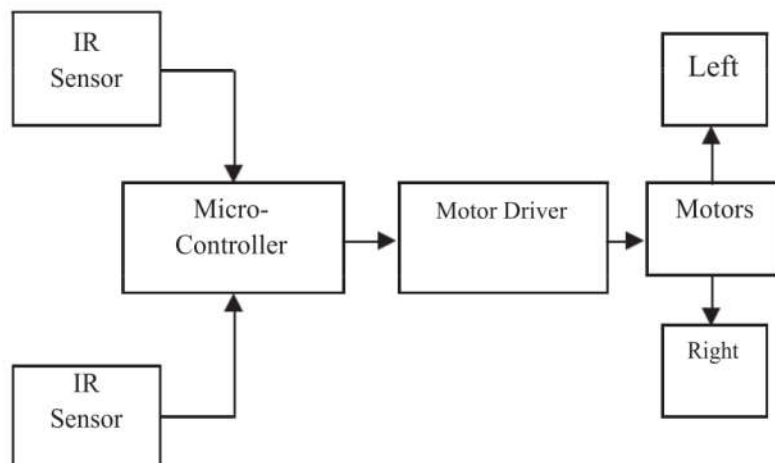 IR
Sensor
Left
Micro-
Controller
Motor Driver
Motors
IR
Sensor
Right